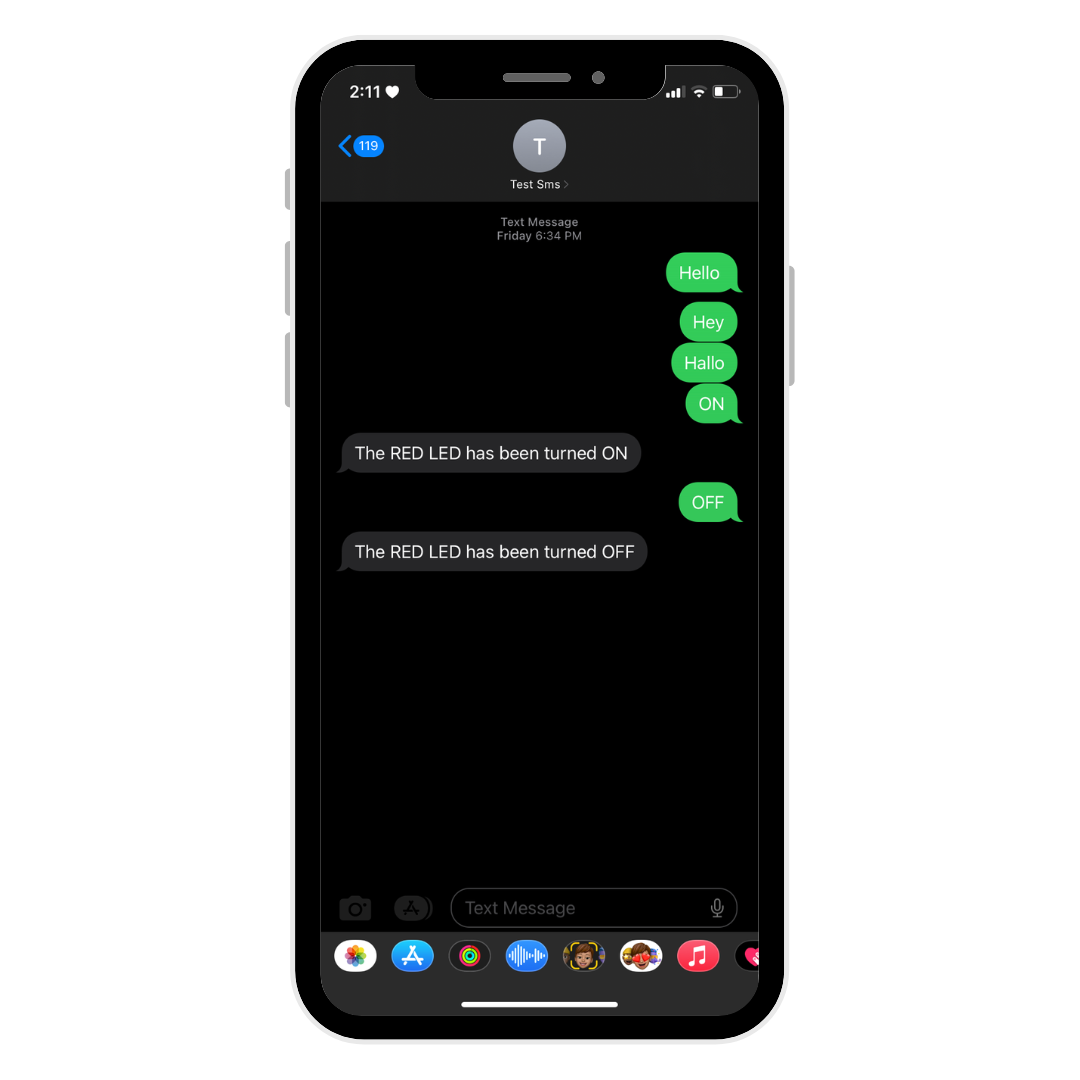 2:11
119
T
Test Sms
Text Message
Friday 6:34 PM
Hello
Hey
Hallo
ON
The RED LED has been turned ON
OFF
The RED LED has been turned OFF
Text Message